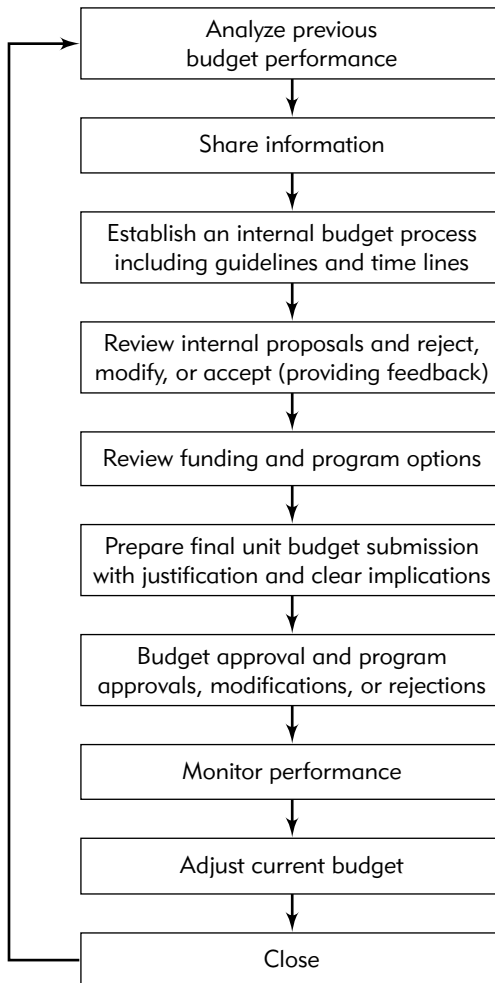 Analyze previous
budget performance
Share information
Establish an internal budget process
including guidelines and time lines
Review internal proposals and reject,
modify, or accept (providing feedback)
Review funding and program options
Prepare final unit budget submission
with justification and clear implications
Budget approval and program
approvals, modifications, or rejections
Monitor performance
Adjust current budget
Close